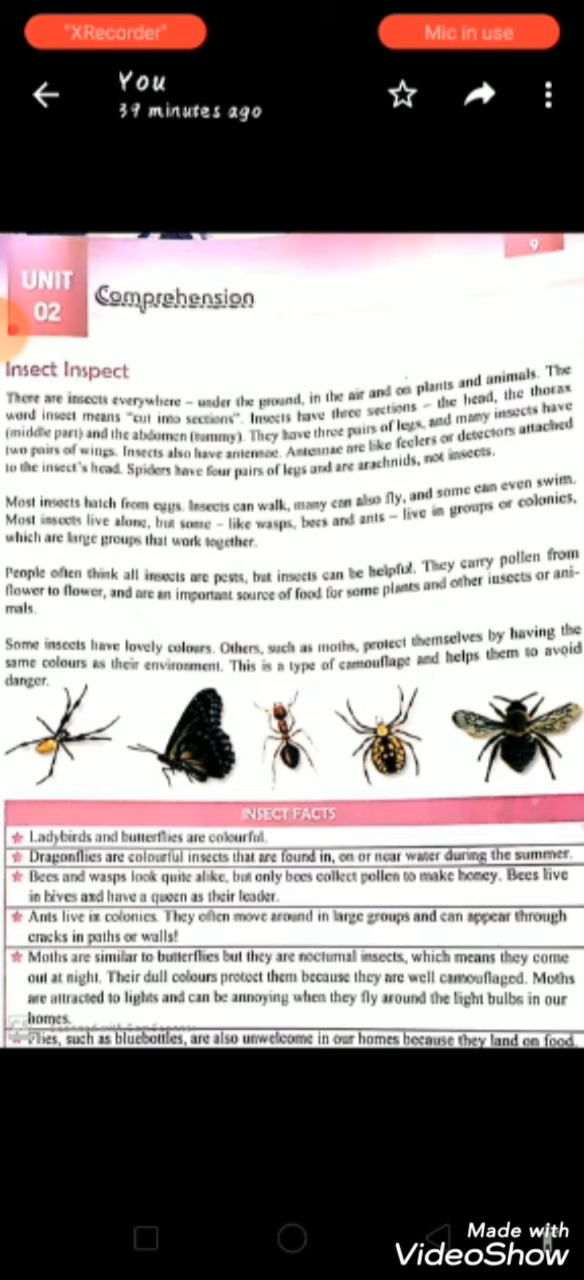 "XRecorder"
Mic in use
You
39 minutes ago
9
UNIT
02
Comprehension
Insect Inspect
There are insects everywhere – under the ground, in the air and on plants and animals. The
word insect means "cut into sections". Insects have three sections – the head, the thorax
(middle part) and the abdomen (tummy). They have three pairs of legs, and many insects have
two pairs of wings. Insects also have antennae. Antennae are like feelers or detectors attached
to the insect's head. Spiders have four pairs of legs and are arachnids, not insects.
Most insects hatch from eggs. Insects can walk, many can also fly, and some can even swim.
Most insects live alone, but some – like wasps, bees and ants – live in groups or colonies,
which are large groups that work together.
People often think all insects are pests, but insects can be helpful. They carry pollen from
flower to flower, and are an important source of food for some plants and other insects or ani-
mals.
Some insects have lovely colours. Others, such as moths, protect themselves by having the
same colours as their environment. This is a type of camouflage and helps them to avoid
danger.
INSECT FACTS
Ladybirds and butterflies are colourful.
Dragonflies are colourful insects that are found in, on or near water during the summer.
Bees and wasps look quite alike, but only bees collect pollen to make honey. Bees live
in hives and have a queen as their leader.
Ants live in colonies. They often move around in large groups and can appear through
cracks in paths or walls!
Moths are similar to butterflies but they are nocturnal insects, which means they come
out at night. Their dull colours protect them because they are well camouflaged. Moths
are attracted to lights and can be annoying when they fly around the light bulbs in our
homes.
Flies, such as bluebottles, are also unwelcome in our homes because they land on food
Made with
VideoShow